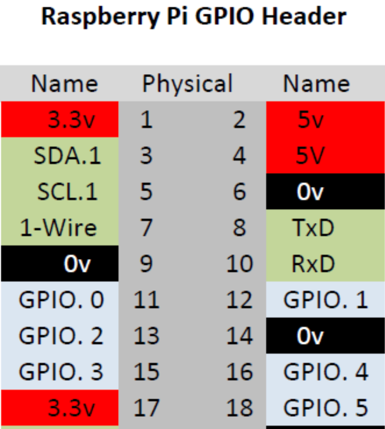 Raspberry Pi GPIO Header
Name Physical Name
3.3v 1 2 5v
SDA.1 3 4 5V
SCL.1 5 6 0v
1-Wire 7 8 TxD
0v 9 10 RxD
GPIO. 0 11 12 GPIO. 1
GPIO. 2 13 14 0v
GPIO. 3 15 16 GPIO. 4
3.3v 17 18 GPIO. 5